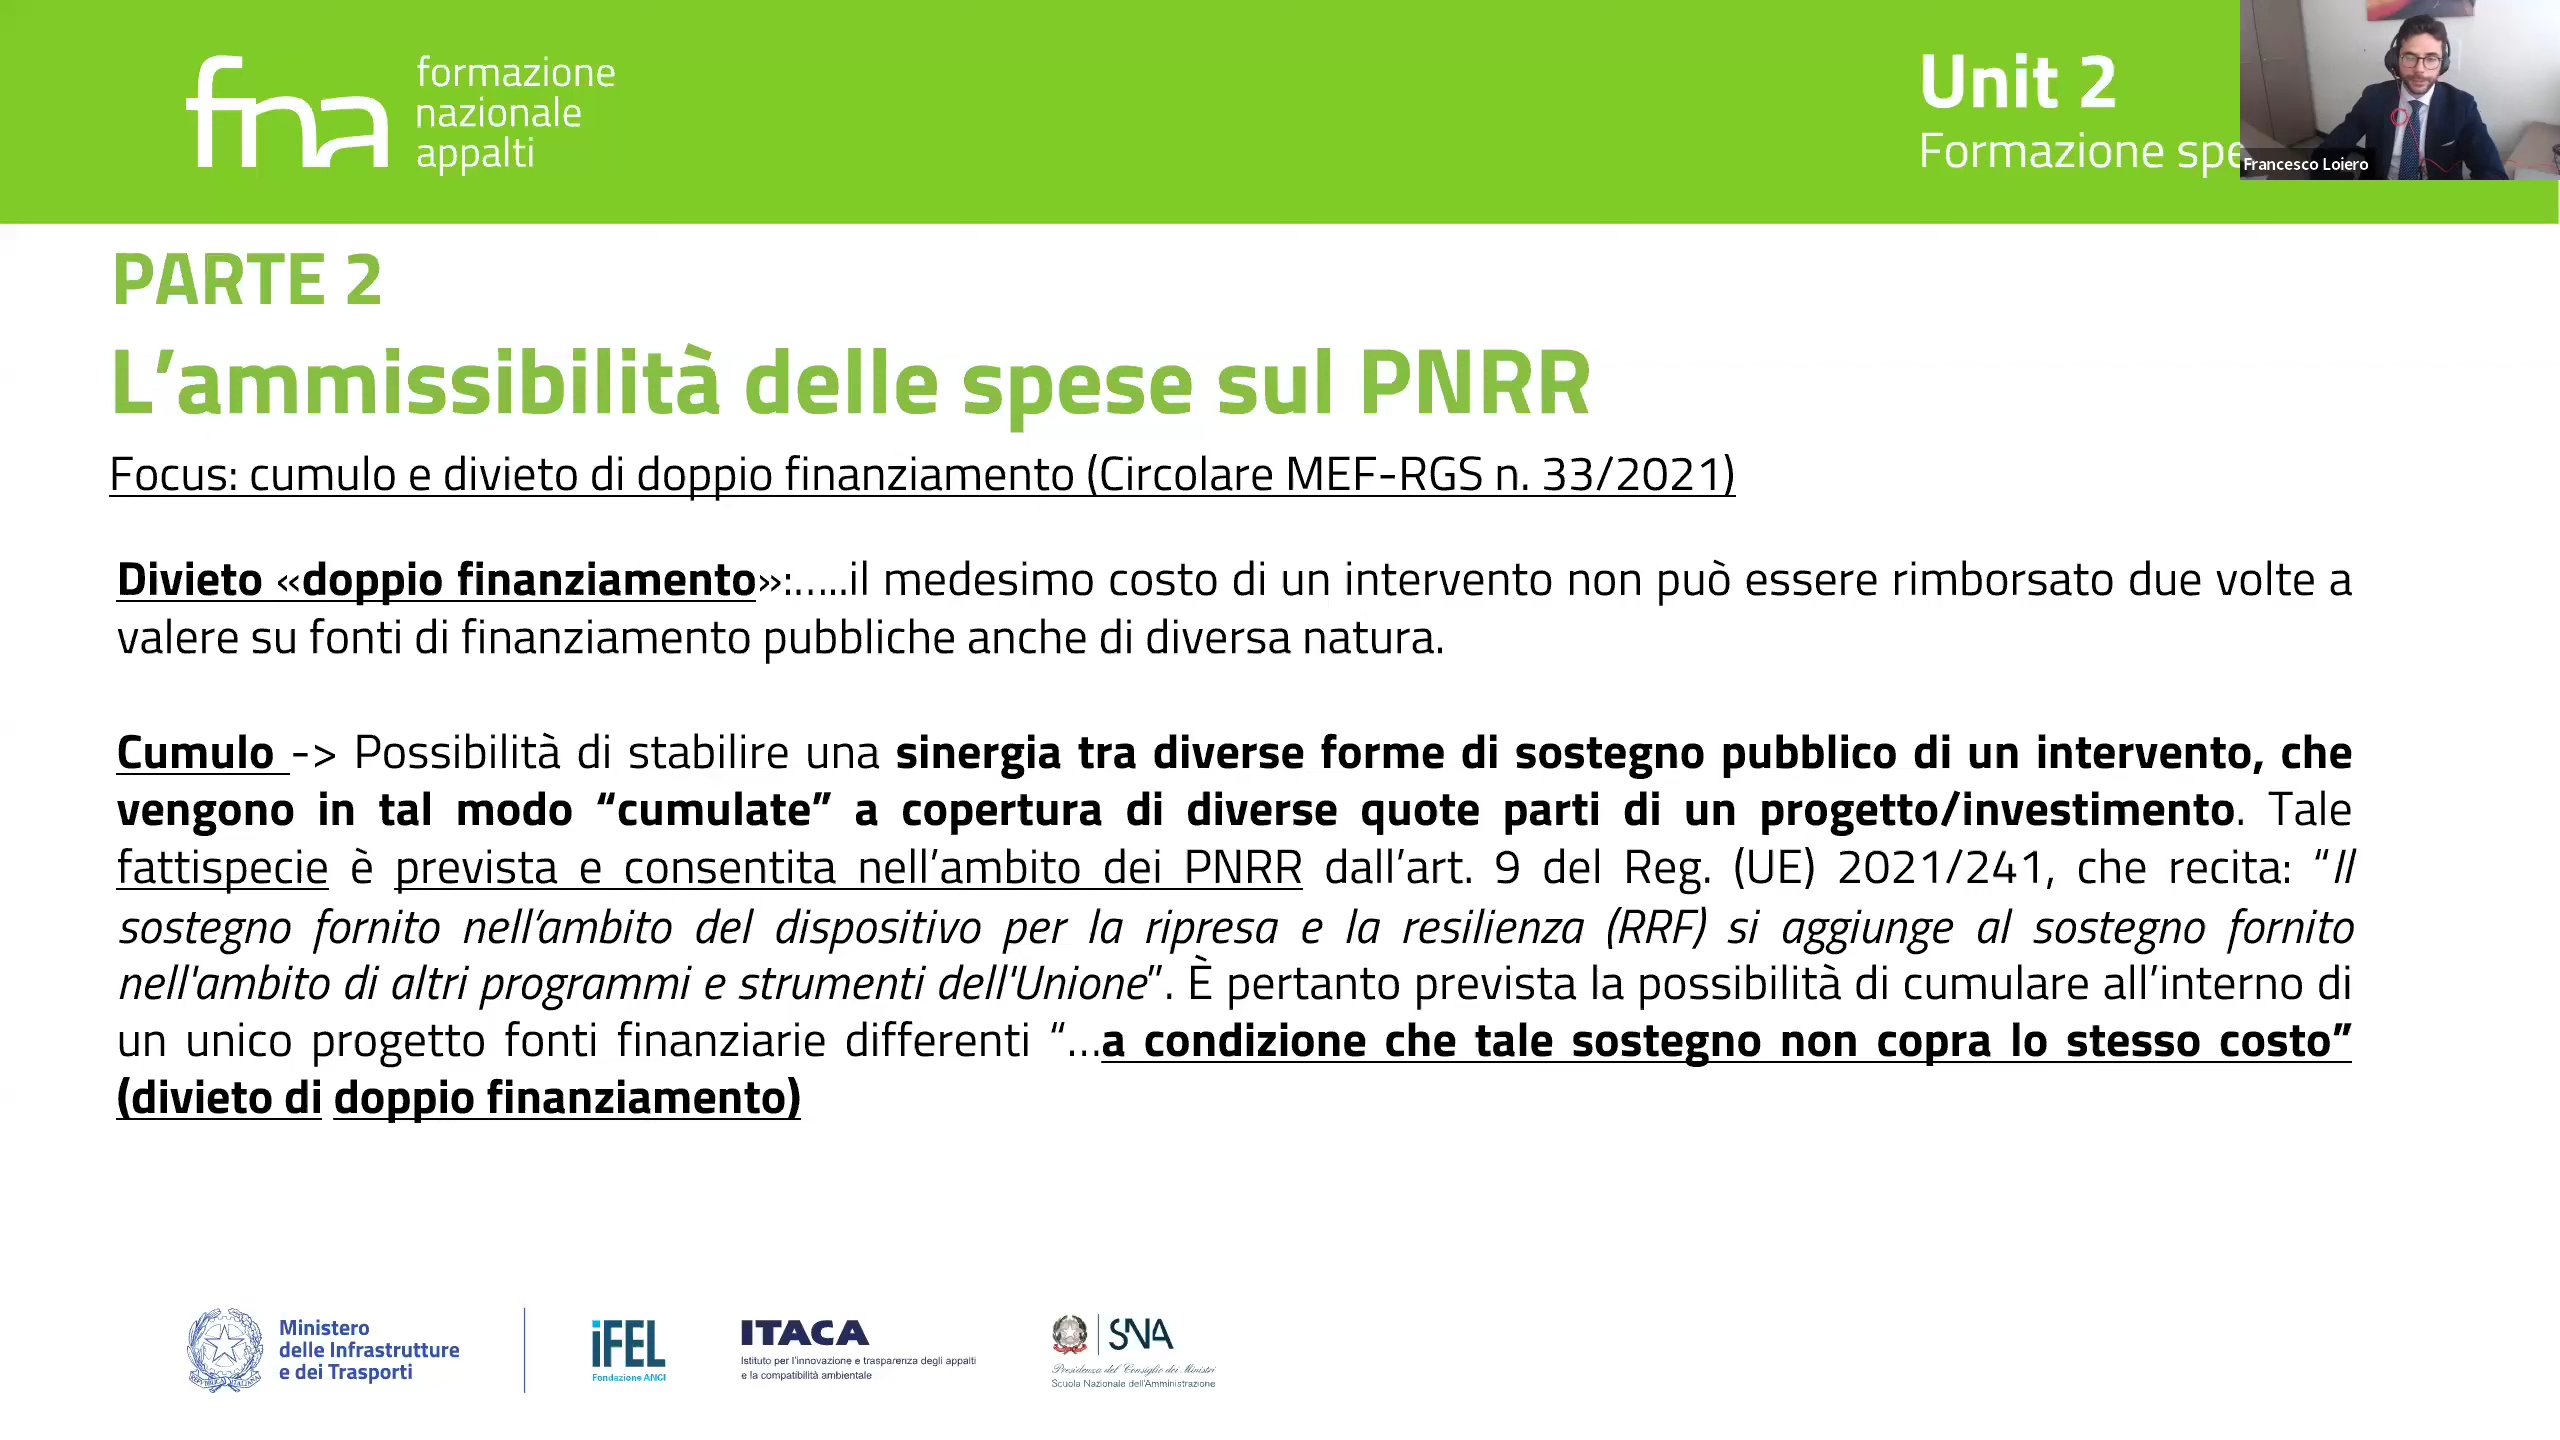 fna
formazione
nazionale
appalti
Unit 2
Formazione spe
Francesco Loiero
PARTE 2
L’ammissibilità delle spese sul PNRR
Focus: cumulo e divieto di doppio finanziamento (Circolare MEF-RGS n. 33/2021)
Divieto «doppio finanziamento»:…..il medesimo costo di un intervento non può essere rimborsato due volte a
valere su fonti di finanziamento pubbliche anche di diversa natura.
Cumulo -> Possibilità di stabilire una sinergia tra diverse forme di sostegno pubblico di un intervento, che
vengono in tal modo “cumulate” a copertura di diverse quote parti di un progetto/investimento. Tale
fattispecie è prevista e consentita nell’ambito dei PNRR dall’art. 9 del Reg. (UE) 2021/241, che recita: “Il
sostegno fornito nell’ambito del dispositivo per la ripresa e la resilienza (RRF) si aggiunge al sostegno fornito
nell'ambito di altri programmi e strumenti dell'Unione”. È pertanto prevista la possibilità di cumulare all’interno di
un unico progetto fonti finanziarie differenti “…a condizione che tale sostegno non copra lo stesso costo”
(divieto di doppio finanziamento)
Ministero
delle Infrastrutture
e dei Trasporti
iFEL
Fondazione ANCI
ITACA
Istituto per l'innovazione e trasparenza degli appalti
e la compatibilità ambientale
SNA
Presidenza del Consiglio dei Ministri
Scuola Nazionale dell'Amministrazione